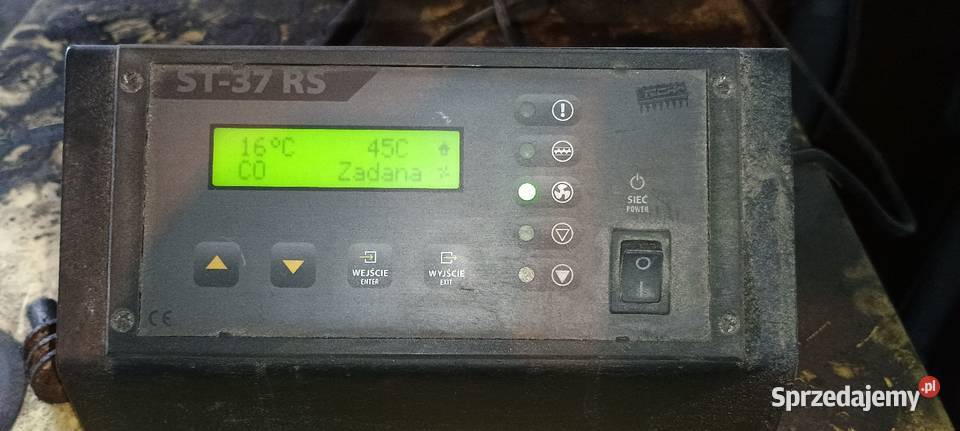 ST-37 RS
16°C 45C
CO Zadana
SIEĆ
POWER
WEJŚCIE
ENTER
WYJŚCIE
EXIT
O
I
CE
Sprzedajemy.pl